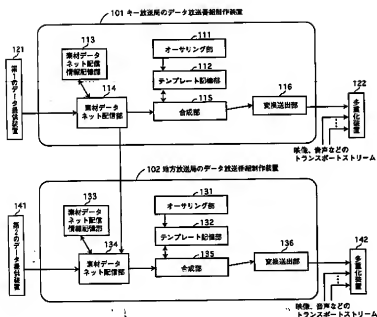 101 キー放送局のデータ放送番組制作装置
121
第1のデータ提供装置
113
素材データ
ネット配信
情報記憶部
111
オーサリング部
112
テンプレート記憶部
114
素材データ
ネット配信部
115
合成部
116
変換送出部
122
多重化装置
映像、音声などの
トランスポートストリーム
102 地方放送局のデータ放送番組制作装置
141
第2のデータ提供装置
133
素材データ
ネット配信
情報記憶部
131
オーサリング部
132
テンプレート記憶部
134
素材データ
ネット配信部
135
合成部
136
変換送出部
142
多重化装置
映像、音声などの
トランスポートストリーム